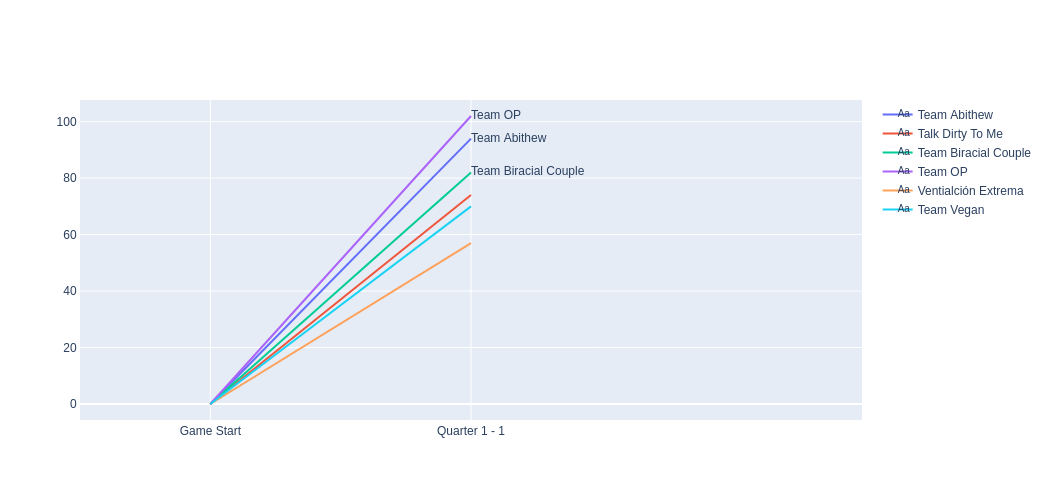 100
80
60
40
20
0
Team OP
Team Abithew
Team Biracial Couple
Game Start
Quarter 1 - 1
Aa Team Abithew
Aa Talk Dirty To Me
Aa Team Biracial Couple
Aa Team OP
Aa Ventialción Extrema
Aa Team Vegan